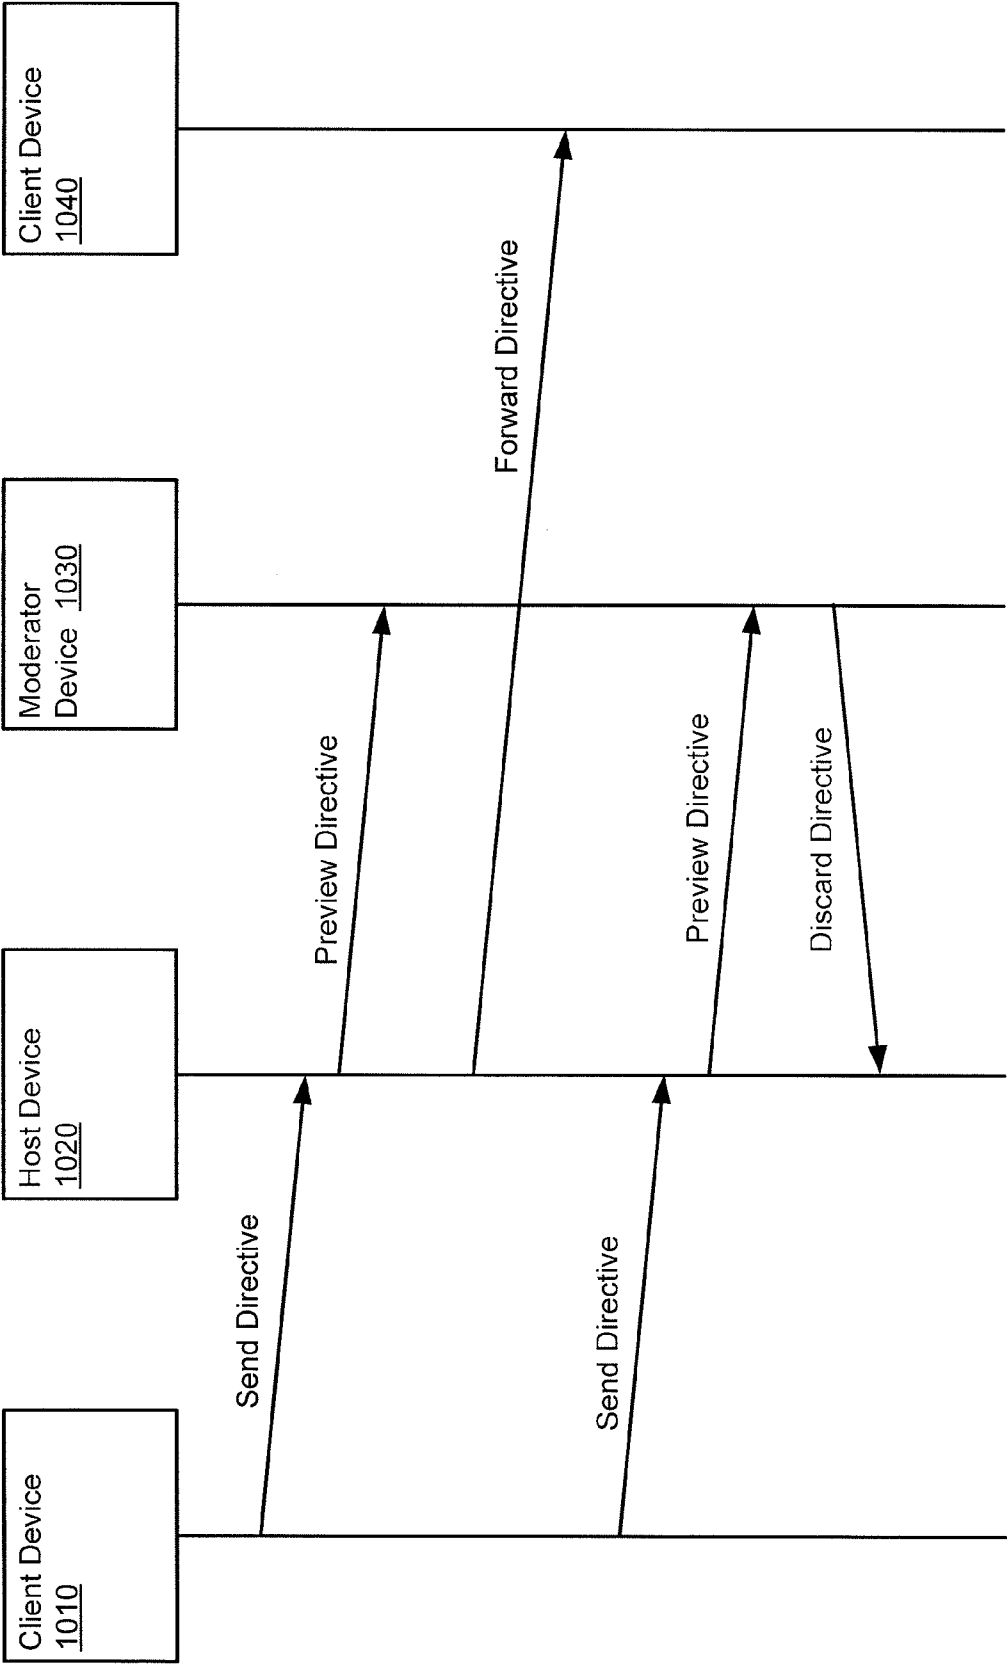 Client Device
1010
Host Device
1020
Moderator
Device 1030
Client Device
1040
Send Directive
Preview Directive
Forward Directive
Send Directive
Preview Directive
Discard Directive